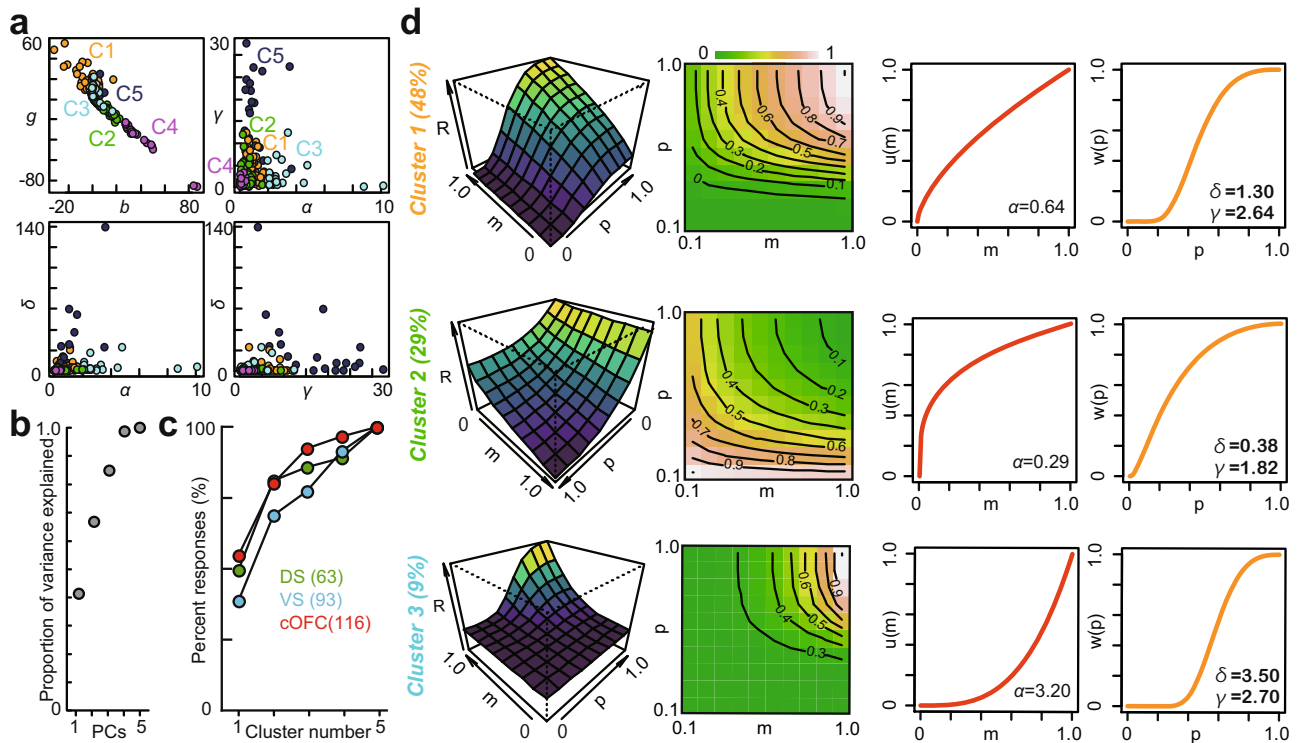 a
60
g
-80
C1
C3
C5
C2
C4
-20 b 80
30
γ
0
C5
C2
C1
C3
C4
0 α 10
140
δ
0
0 α 10
140
δ
0
0 γ 30
b
1.0
Proportion of variance explained
0
1 PCs 5
c
100
Percent responses (%)
0
DS (63)
VS (93)
cOFC(116)
1 Cluster number 5
d
Cluster 1 (48%)
R
1.0
m
0
0
p
1.0
0 1
1.0
p
0.1
0.4
0.6
0.8
0.9
0.7
0.5
0.3
0.2
0.1
0
0.1 m 1.0
1.0
u(m)
0
α=0.64
0 m 1.0
1.0
w(p)
0
δ=1.30
γ=2.64
0 p 1.0
Cluster 2 (29%)
R
0
m
1.0
1.0
p
0
1.0
p
0.1
0.1
0.2
0.3
0.4
0.5
0.6
0.7
0.8
0.9
0.1 m 1.0
1.0
u(m)
0
α=0.29
0 m 1.0
1.0
w(p)
0
δ=0.38
γ=1.82
0 p 1.0
Cluster 3 (9%)
R
1.0
m
0
0
p
1.0
1.0
p
0.1
0.6
0.9
0.4
0.5
0.3
0.1 m 1.0
1.0
u(m)
0
α=3.20
0 m 1.0
1.0
w(p)
0
δ=3.50
γ=2.70
0 p 1.0